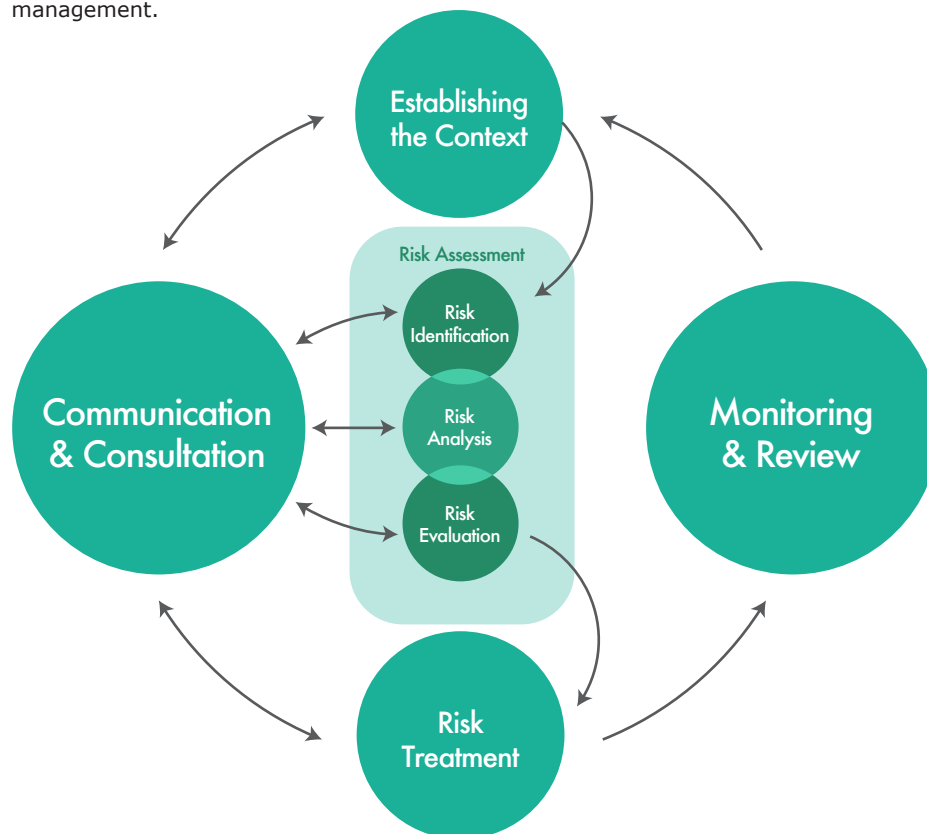 management.
Establishing
the Context
Risk Assessment
Risk
Identification
Communication
& Consultation
Risk
Analysis
Monitoring
& Review
Risk
Evaluation
Risk
Treatment